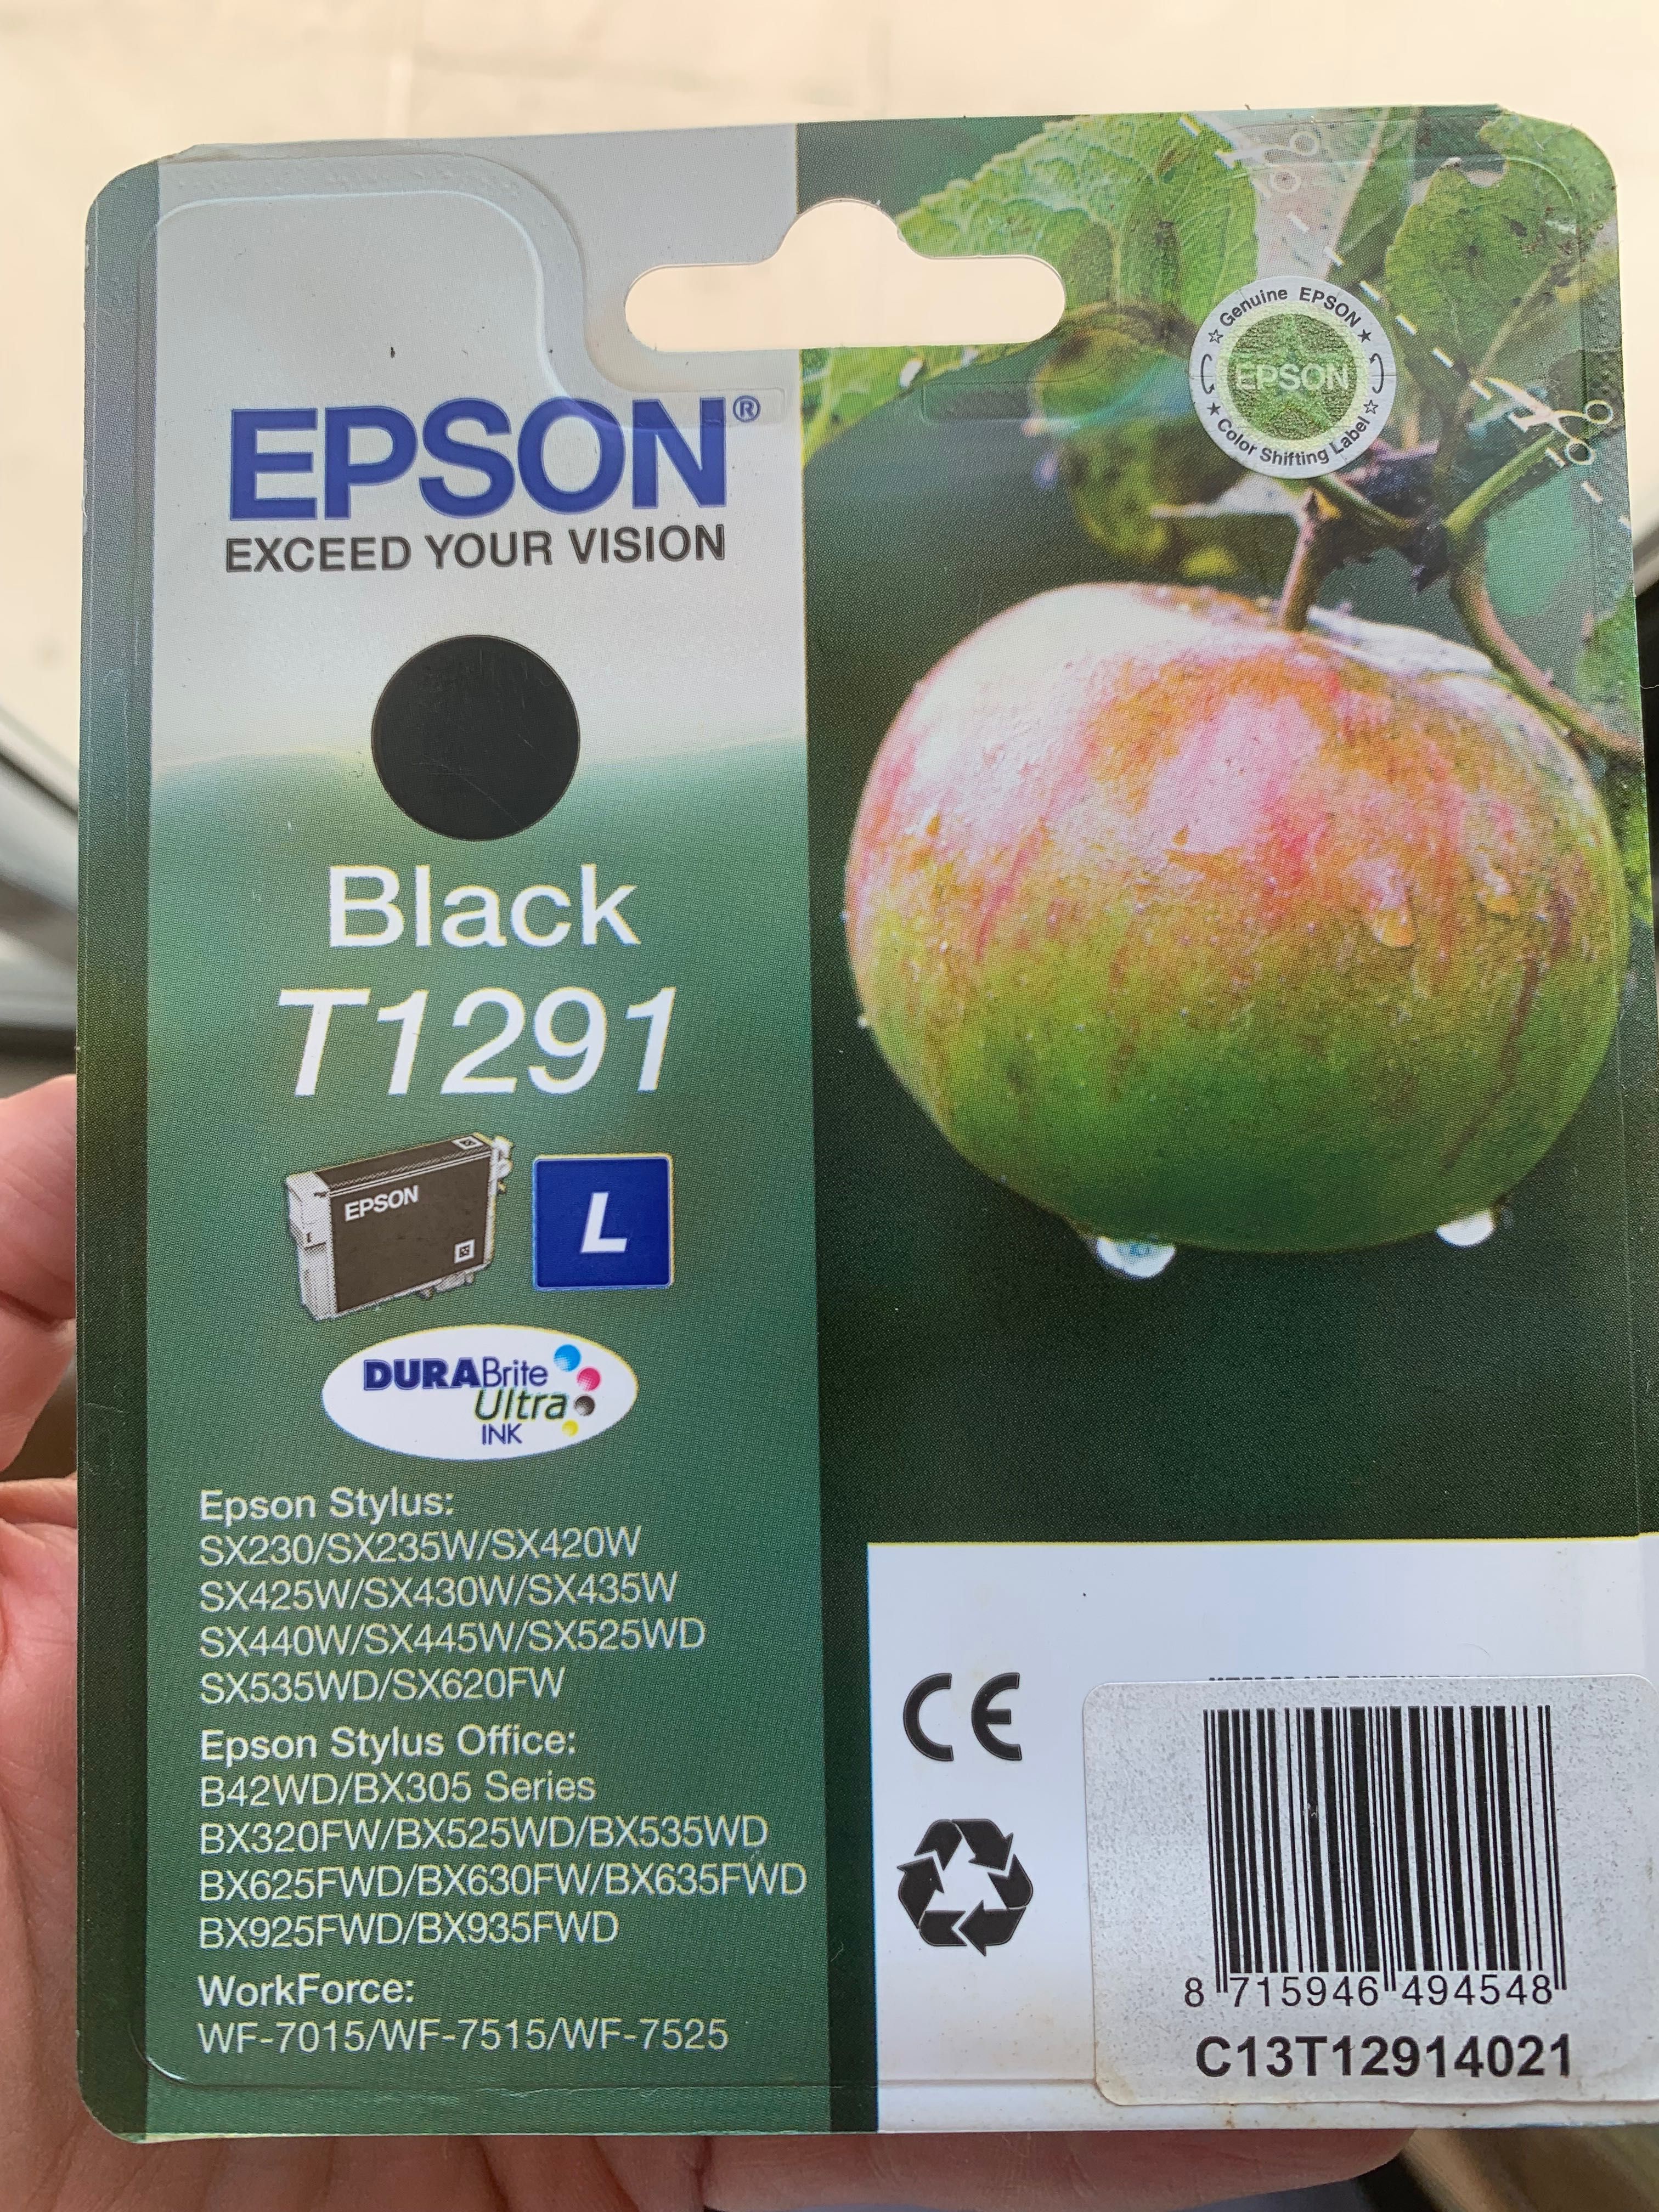 EPSON®
EXCEED YOUR VISION
Genuine EPSON
EPSON
Color Shifting Label
Black
T1291
EPSON
L
DURABrite
Ultra
INK
Epson Stylus:
SX230/SX235W/SX420W
SX425W/SX430W/SX435W
SX440W/SX445W/SX525WD
SX535WD/SX620FW
Epson Stylus Office:
B42WD/BX305 Series
BX320FW/BX525WD/BX535WD
BX625FWD/BX630FW/BX635FWD
BX925FWD/BX935FWD
WorkForce:
WF-7015/WF-7515/WF-7525
CE
8 715946 494548
C13T12914021